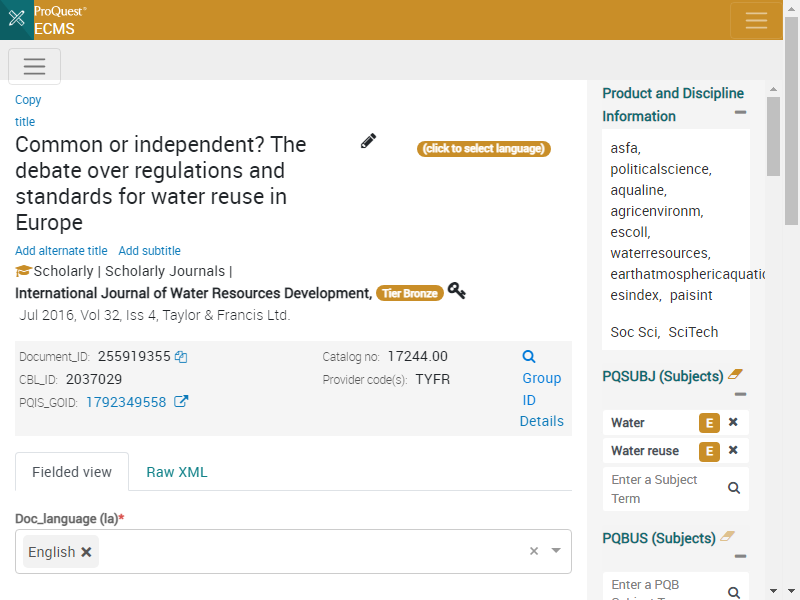 ProQuest®
ECMS
Copy
title
Common or independent? The
debate over regulations and
standards for water reuse in
Europe
(click to select language)
Add alternate title Add subtitle
Scholarly | Scholarly Journals |
International Journal of Water Resources Development, Tier Bronze
Jul 2016, Vol 32, Iss 4, Taylor & Francis Ltd.
Document_ID: 255919355
CBL_ID: 2037029
PQIS_GOID: 1792349558
Catalog no: 17244.00
Provider code(s): TYFR
Group
ID
Details
Fielded view Raw XML
Doc_language (la)*
English
Product and Discipline
Information
asfa,
politicalscience,
aqualine,
agricenvironm,
escoll,
waterresources,
earthatmosphericaquatic
esindex, paisint
Soc Sci, SciTech
PQSUBJ (Subjects)
Water E
Water reuse E
Enter a Subject
Term
PQBUS (Subjects)
Enter a PQB